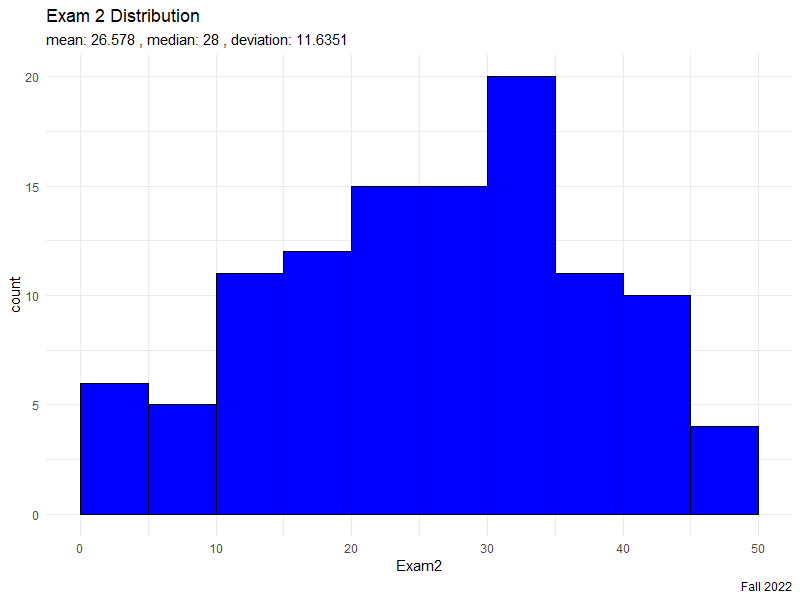 Exam 2 Distribution
mean: 26.578 , median: 28 , deviation: 11.6351
20
15
10
5
0
count
0 10 20 30 40 50
Exam2
Fall 2022